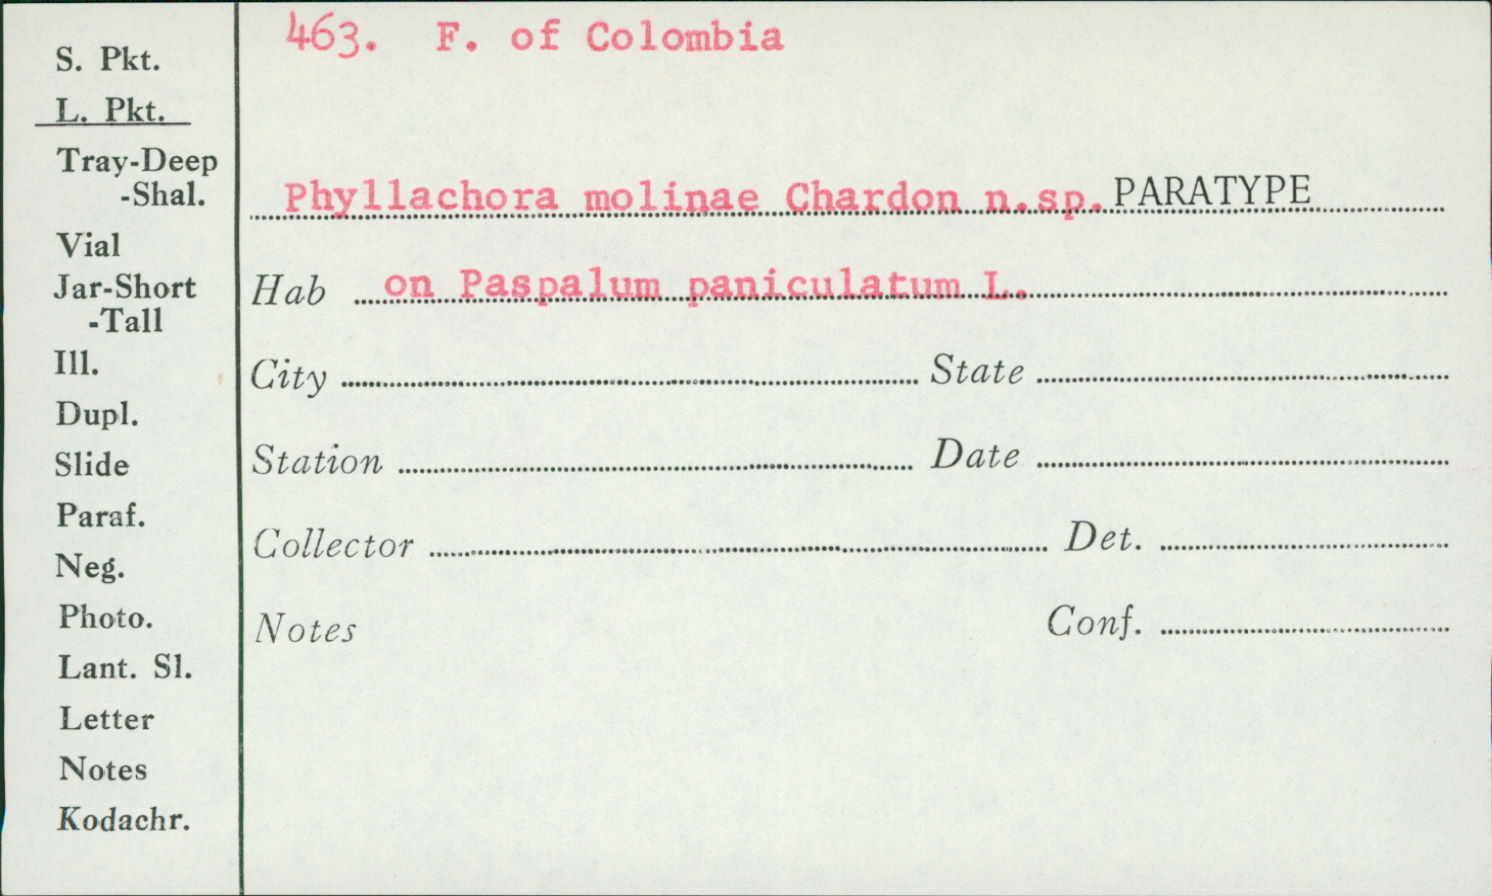 463. F. of Colombia
S. Pkt.
L. Pkt.
Tray-Deep
-Shal.
Phyllachora molinae Chardon n.sp. PARATYPE
Vial
Hab on Paspalum paniculatum L.
Jar-Short
-Tall
Ill.
City State
Dupl.
Slide
Station Date
Paraf.
Collector Det.
Neg.
Photo.
Notes Conf.
Lant. Sl.
Letter
Notes
Kodachr.